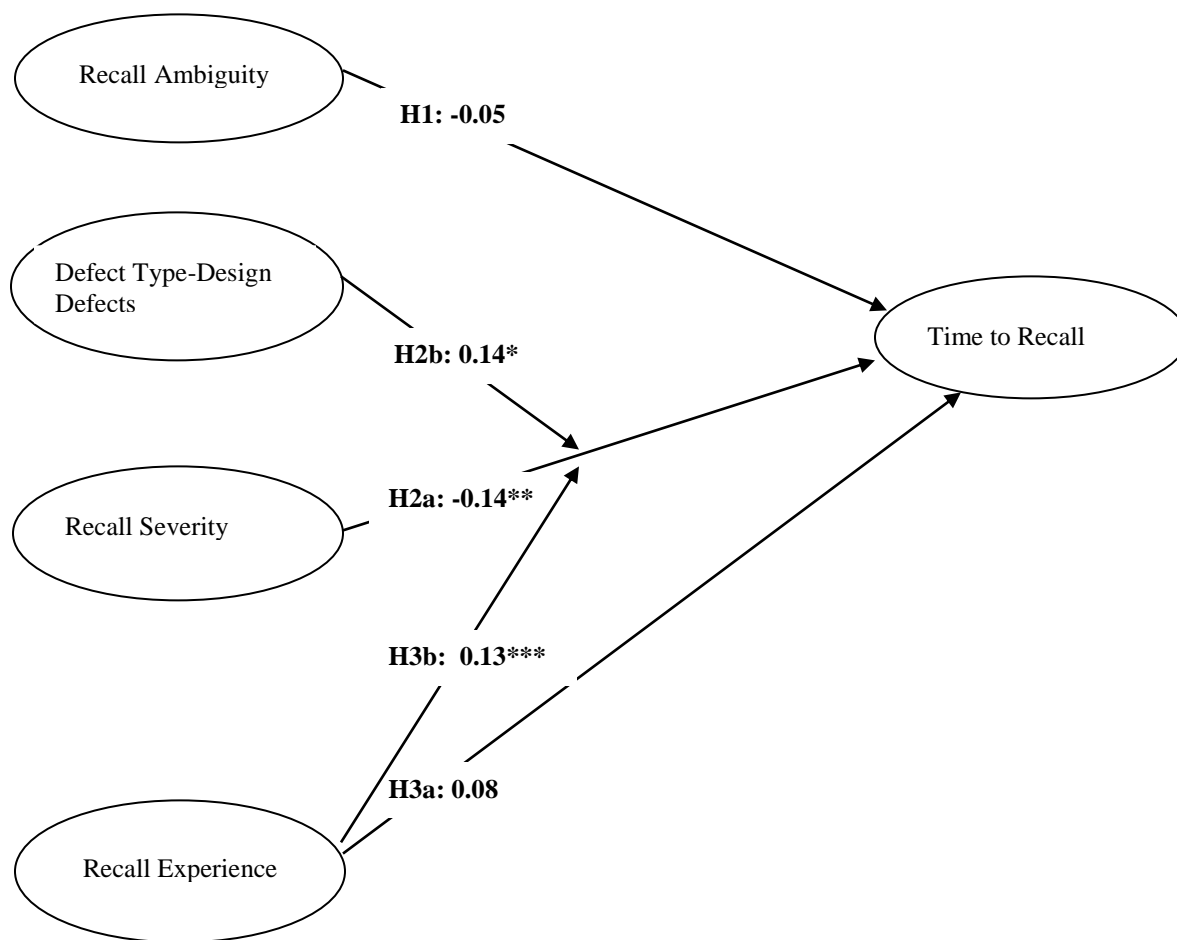 Recall Ambiguity
H1: -0.05
Defect Type-Design
Defects
Time to Recall
H2b: 0.14*
H2a: -0.14**
Recall Severity
H3b:  0.13***
H3a: 0.08
Recall Experience